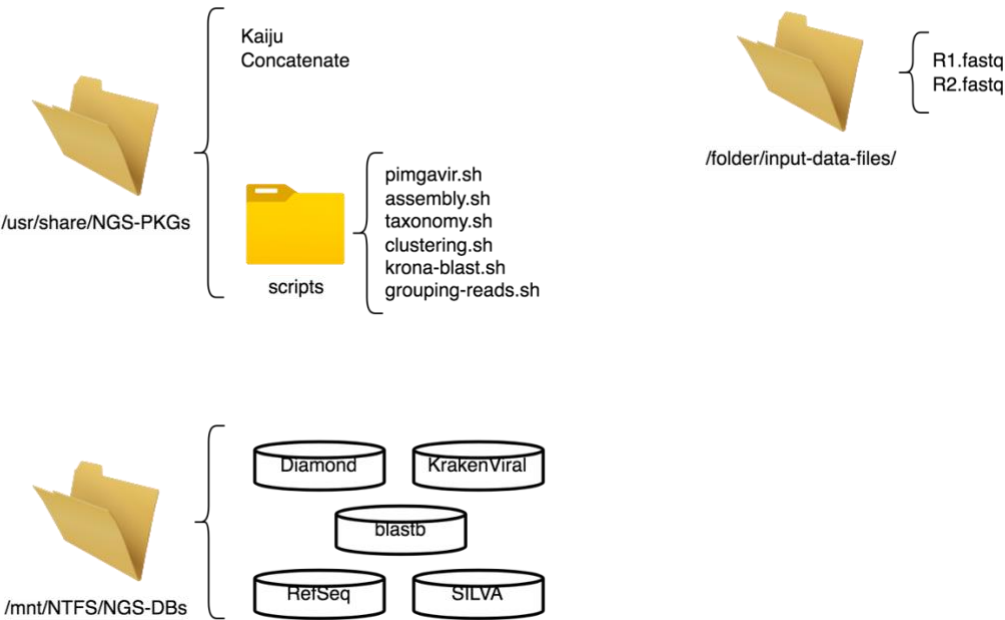 Kaiju
Concatenate
/usr/share/NGS-PKGs
scripts
pimgavir.sh
assembly.sh
taxonomy.sh
clustering.sh
krona-blast.sh
grouping-reads.sh
R1.fastq
R2.fastq
/folder/input-data-files/
/mnt/NTFS/NGS-DBs
Diamond
KrakenViral
blastb
RefSeq
SILVA